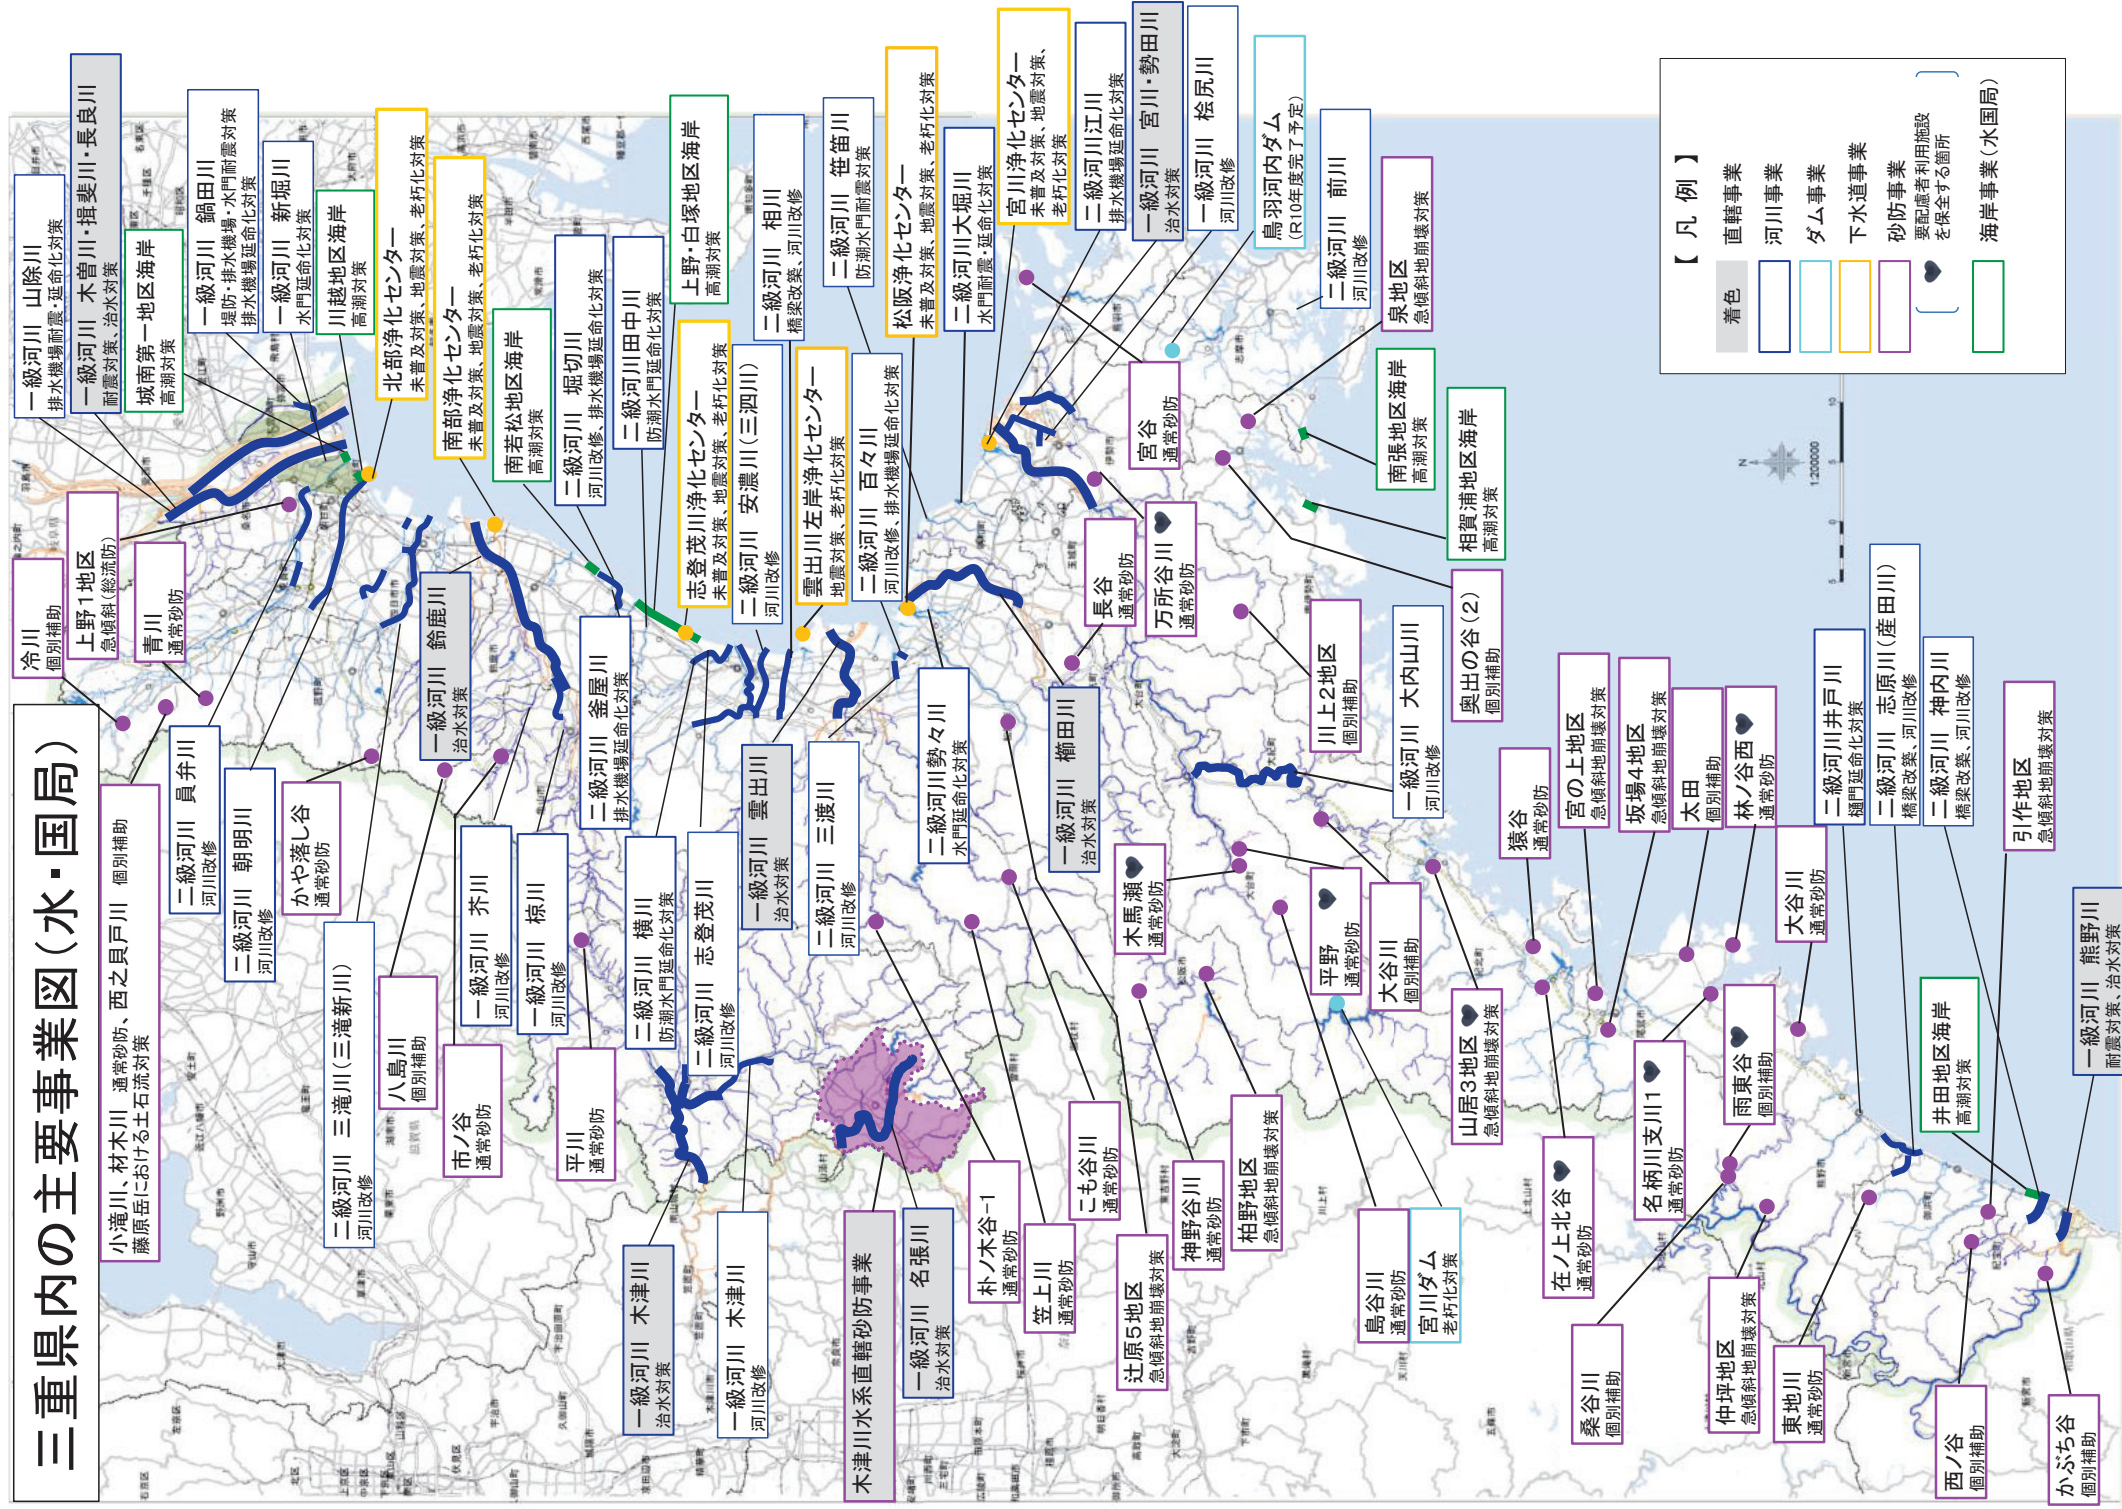 三重県内の主要事業図(水・国局)
一級河川　山除川
排水機場耐震・延命化対策
一級河川　木曽川・揖斐川・長良川
耐震対策、治水対策
城南第一地区海岸
高潮対策
一級河川　鍋田川
堤防・排水機場・水門耐震対策
排水機場延命化対策
一級河川　新堀川
水門延命化対策
川越地区海岸
高潮対策
北部浄化センター
未普及対策、地震対策、老朽化対策
南部浄化センター
未普及対策、地震対策、老朽化対策
南若松地区海岸
高潮対策
二級河川　堀切川
河川改修、排水機場延命化対策
二級河川田中川
防潮水門延命化対策
上野・白塚地区海岸
高潮対策
志登茂川浄化センター
未普及対策、地震対策、老朽化対策
二級河川　安濃川(三泗川)
河川改修
二級河川　相川
橋梁改築、河川改修
雲出川左岸浄化センター
地震対策、老朽化対策
二級河川　笹笛川
防潮水門耐震対策
二級河川　百々川
河川改修、排水機場延命化対策
松阪浄化センター
未普及対策、地震対策、老朽化対策
二級河川大堀川
水門耐震・延命化対策
宮川浄化センター
未普及対策、地震対策、
老朽化対策
二級河川江川
排水機場延命化対策
一級河川　宮川・勢田川
治水対策
一級河川　桧尻川
河川改修
鳥羽河内ダム
(R10年度完了予定)
二級河川　前川
河川改修
泉地区
急傾斜地崩壊対策
宮谷
通常砂防
南張地区海岸
高潮対策
相賀浦地区海岸
高潮対策
冷川
個別補助
上野1地区
急傾斜(総流防)
青川
通常砂防
一級河川　鈴鹿川
治水対策
二級河川　釜屋川
排水機場延命化対策
長谷
通常砂防
万所谷川
通常砂防
川上2地区
個別補助
一級河川　大内山川
河川改修
奥出の谷(2)
個別補助
小滝川、材木川　通常砂防、西之貝戸川　個別補助
藤原岳における土石流対策
二級河川　員弁川
河川改修
二級河川　朝明川
河川改修
かや落し谷
通常砂防
二級河川　三滝川(三滝新川)
河川改修
八島川
個別補助
市ノ谷
通常砂防
一級河川　芥川
河川改修
一級河川　椋川
河川改修
平川
通常砂防
二級河川　横川
防潮水門延命化対策
二級河川　志登茂川
河川改修
一級河川　雲出川
治水対策
二級河川　三渡川
河川改修
二級河川勢々川
水門延命化対策
一級河川　櫛田川
治水対策
木馬瀬
通常砂防
平野
通常砂防
大谷川
個別補助
山居3地区
急傾斜地崩壊対策
猿谷
通常砂防
宮の上地区
急傾斜地崩壊対策
坂場4地区
急傾斜地崩壊対策
太田
個別補助
林ノ谷西
通常砂防
大谷川
通常砂防
二級河川井戸川
樋門延命化対策
二級河川　志原川(産田川)
橋梁改築、河川改修
二級河川　神内川
橋梁改築、河川改修
引作地区
急傾斜地崩壊対策
一級河川　熊野川
耐震対策、治水対策
井田地区海岸
高潮対策
一級河川　木津川
治水対策
一級河川　木津川
河川改修
木津川水系直轄砂防事業
一級河川　名張川
治水対策
朴ノ木谷-1
通常砂防
笠上川
通常砂防
こも谷川
通常砂防
辻原5地区
急傾斜地崩壊対策
神野谷川
通常砂防
柏野地区
急傾斜地崩壊対策
島谷川
通常砂防
宮川ダム
老朽化対策
在ノ上北谷
通常砂防
名柄川支川1
通常砂防
雨東谷
個別補助
桑谷川
個別補助
仲坪地区
急傾斜地崩壊対策
東地川
通常砂防
西ノ谷
個別補助
かぶち谷
個別補助
【　凡　例　】
着色
直轄事業
河川事業
ダム事業
下水道事業
砂防事業
要配慮者利用施設
を保全する箇所
海岸事業(水国局)
N
1:200000
5 0 5 10